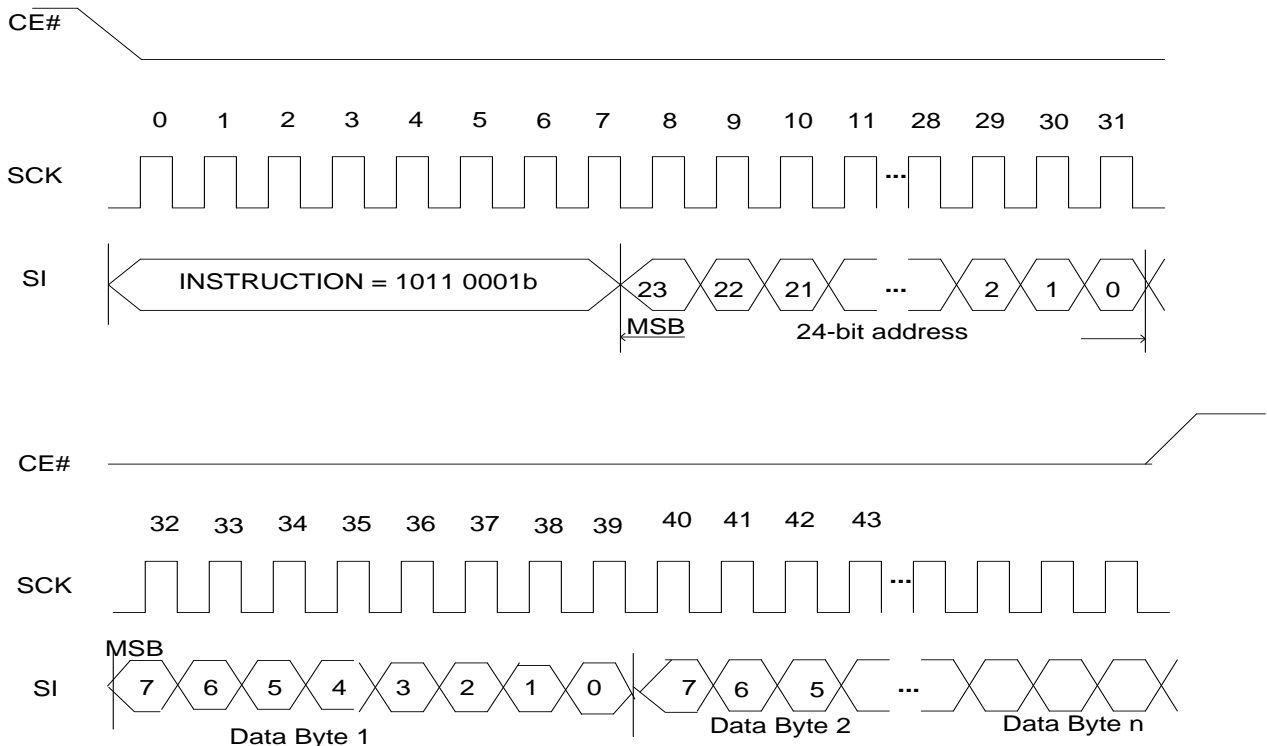 CE#
0 1 2 3 4 5 6 7 8 9 10 11 28 29 30 31
SCK ...
SI INSTRUCTION = 1011 0001b 23 22 21 ... 2 1 0
MSB 24-bit address
CE#
32 33 34 35 36 37 38 39 40 41 42 43
SCK ...
MSB
SI 7 6 5 4 3 2 1 0 7 6 5 ...
Data Byte 1 Data Byte 2 Data Byte n